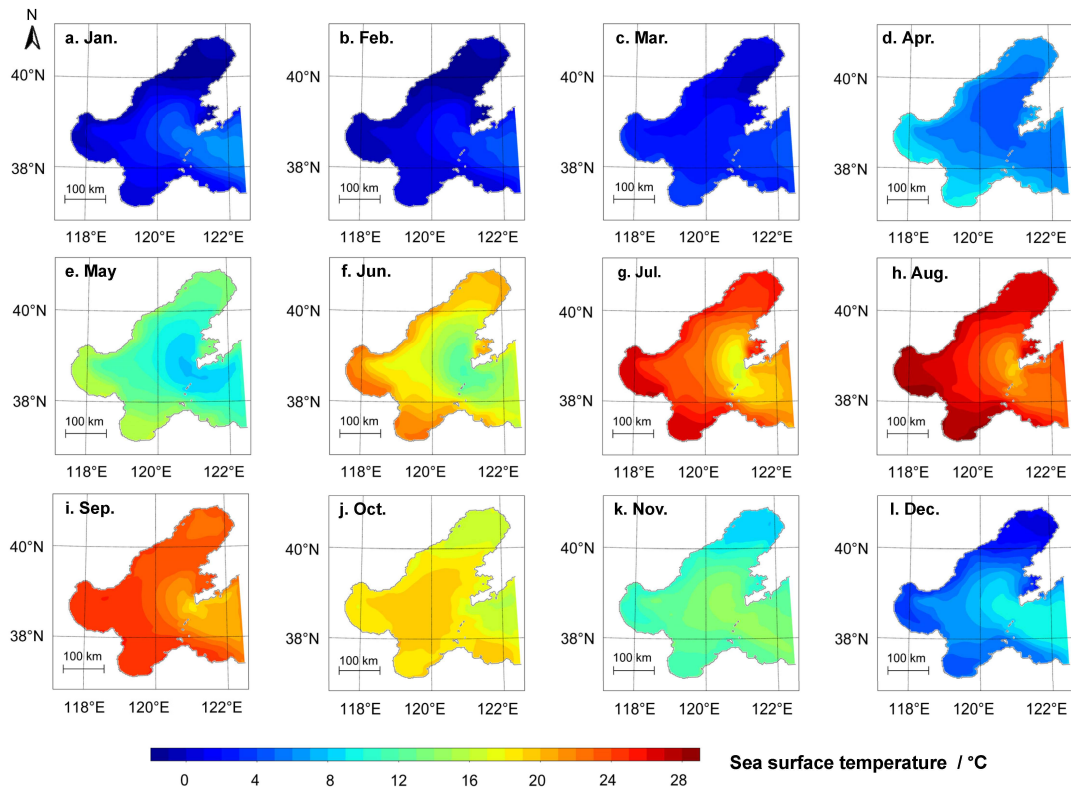 N
a. Jan.
b. Feb.
c. Mar.
d. Apr.
40°N
40°N
40°N
40°N
38°N
38°N
38°N
38°N
100 km
100 km
100 km
100 km
118°E 120°E 122°E
118°E 120°E 122°E
118°E 120°E 122°E
118°E 120°E 122°E
e. May
f. Jun.
g. Jul.
h. Aug.
40°N
40°N
40°N
40°N
38°N
38°N
38°N
38°N
100 km
100 km
100 km
100 km
118°E 120°E 122°E
118°E 120°E 122°E
118°E 120°E 122°E
118°E 120°E 122°E
i. Sep.
j. Oct.
k. Nov.
l. Dec.
40°N
40°N
40°N
40°N
38°N
38°N
38°N
38°N
100 km
100 km
100 km
100 km
118°E 120°E 122°E
118°E 120°E 122°E
118°E 120°E 122°E
118°E 120°E 122°E
0 4 8 12 16 20 24 28
Sea surface temperature / °C